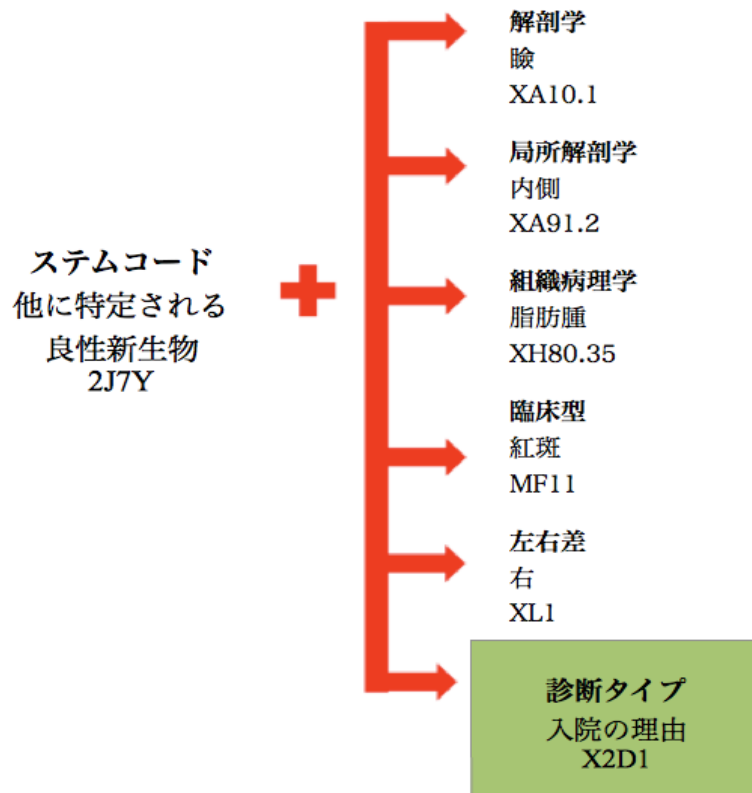 ステムコード
他に特定される
良性新生物
2J7Y
解剖学
瞼
XA10.1
局所解剖学
内側
XA91.2
組織病理学
脂肪腫
XH80.35
臨床型
紅斑
MF11
左右差
右
XL1
診断タイプ
入院の理由
X2D1